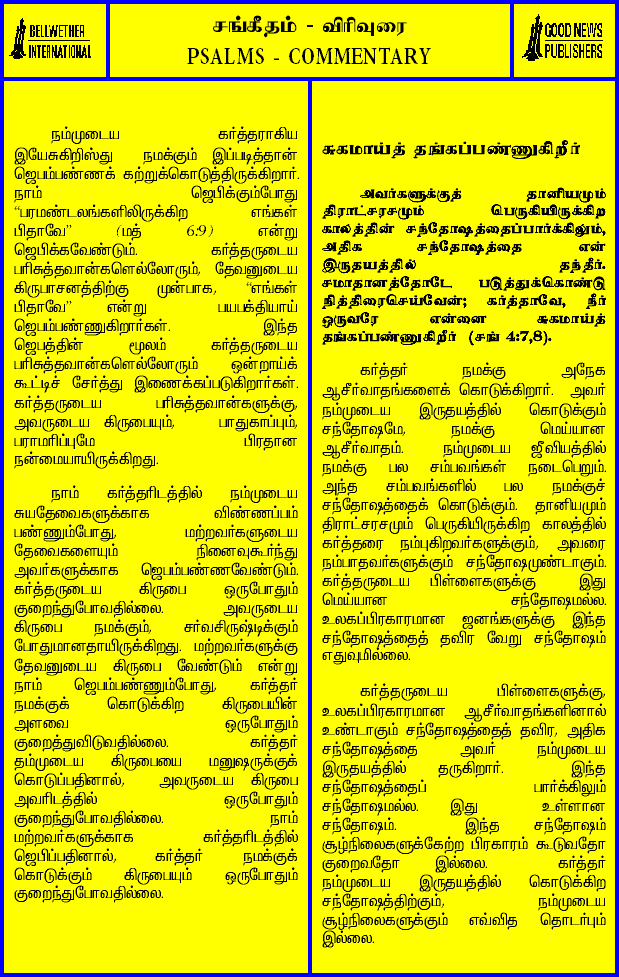 BELLWETHER
INTERNATIONAL
சங்கீதம் - விரிவுரை
PSALMS - COMMENTARY
GOOD NEWS
PUBLISHERS
நம்முடைய கர்த்தராகிய
இயேசுகிறிஸ்து நமக்கும் இப்படித்தான்
ஜெபம்பண்ணக் கற்றுக்கொடுத்திருக்கிறார்.
நாம் ஜெபிக்கும்போது
“பரமண்டலங்களிலிருக்கிற எங்கள்
பிதாவே” (மத் 6:9) என்று
ஜெபிக்கவேண்டும். கர்த்தருடைய
பரிசுத்தவான்களெல்லோரும், தேவனுடைய
கிருபாசனத்திற்கு முன்பாக, “எங்கள்
பிதாவே” என்று பயபக்தியாய்
ஜெபம்பண்ணுகிறார்கள். இந்த
ஜெபத்தின் மூலம் கர்த்தருடைய
பரிசுத்தவான்களெல்லோரும் ஒன்றாய்க்
கூட்டிச் சேர்த்து இணைக்கப்படுகிறார்கள்.
கர்த்தருடைய பரிசுத்தவான்களுக்கு,
அவருடைய கிருபையும், பாதுகாப்பும்,
பராமரிப்புமே பிரதான
நன்மையாயிருக்கிறது.
நாம் கர்த்தரிடத்தில் நம்முடைய
சுயதேவைகளுக்காக விண்ணப்பம்
பண்ணும்போது, மற்றவர்களுடைய
தேவைகளையும் நினைவுகூர்ந்து
அவர்களுக்காக ஜெபம்பண்ணவேண்டும்.
கர்த்தருடைய கிருபை ஒருபோதும்
குறைந்துபோவதில்லை. அவருடைய
கிருபை நமக்கும், சர்வசிருஷ்டிக்கும்
போதுமானதாயிருக்கிறது. மற்றவர்களுக்கு
தேவனுடைய கிருபை வேண்டும் என்று
நாம் ஜெபம்பண்ணும்போது, கர்த்தர்
நமக்குக் கொடுக்கிற கிருபையின்
அளவை ஒருபோதும்
குறைத்துவிடுவதில்லை. கர்த்தர்
தம்முடைய கிருபையை மனுஷருக்குக்
கொடுப்பதினால், அவருடைய கிருபை
அவரிடத்தில் ஒருபோதும்
குறைந்துபோவதில்லை. நாம்
மற்றவர்களுக்காக கர்த்தரிடத்தில்
ஜெபிப்பதினால், கர்த்தர் நமக்குக்
கொடுக்கும் கிருபையும் ஒருபோதும்
குறைந்துபோவதில்லை.
சுகமாய்த் தங்கப்பண்ணுகிறீர்
அவர்களுக்குத் தானியமும்
திராட்சரசமும் பெருகியிருக்கிற
காலத்தின் சந்தோஷத்தைப்பார்க்கிலும்,
அதிக சந்தோஷத்தை என்
இருதயத்தில் தந்தீர்.
சமாதானத்தோடே படுத்துக்கொண்டு
நித்திரைசெய்வேன்; கர்த்தாவே, நீர்
ஒருவரே என்னை சுகமாய்த்
தங்கப்பண்ணுகிறீர் (சங் 4:7,8).
கர்த்தர் நமக்கு அநேக
ஆசீர்வாதங்களைக் கொடுக்கிறார். அவர்
நம்முடைய இருதயத்தில் கொடுக்கும்
சந்தோஷமே, நமக்கு மெய்யான
ஆசீர்வாதம். நம்முடைய ஜீவியத்தில்
நமக்கு பல சம்பவங்கள் நடைபெறும்.
அந்த சம்பவங்களில் பல நமக்குச்
சந்தோஷத்தைக் கொடுக்கும். தானியமும்
திராட்சரசமும் பெருகியிருக்கிற காலத்தில்
கர்த்தரை நம்புகிறவர்களுக்கும், அவரை
நம்பாதவர்களுக்கும் சந்தோஷமுண்டாகும்.
கர்த்தருடைய பிள்ளைகளுக்கு இது
மெய்யான சந்தோஷமல்ல.
உலகப்பிரகாரமான ஜனங்களுக்கு இந்த
சந்தோஷத்தைத் தவிர வேறு சந்தோஷம்
எதுவுமில்லை.
கர்த்தருடைய பிள்ளைகளுக்கு,
உலகப்பிரகாரமான ஆசீர்வாதங்களினால்
உண்டாகும் சந்தோஷத்தைத் தவிர, அதிக
சந்தோஷத்தை அவர் நம்முடைய
இருதயத்தில் தருகிறார். இந்த
சந்தோஷத்தைப் பார்க்கிலும்
சந்தோஷமல்ல. இது உள்ளான
சந்தோஷம். இந்த சந்தோஷம்
சூழ்நிலைகளுக்கேற்ற பிரகாரம் கூடுவதோ
குறைவதோ இல்லை. கர்த்தர்
நம்முடைய இருதயத்தில் கொடுக்கிற
சந்தோஷத்திற்கும், நம்முடைய
சூழ்நிலைகளுக்கும் எவ்வித தொடர்பும்
இல்லை.